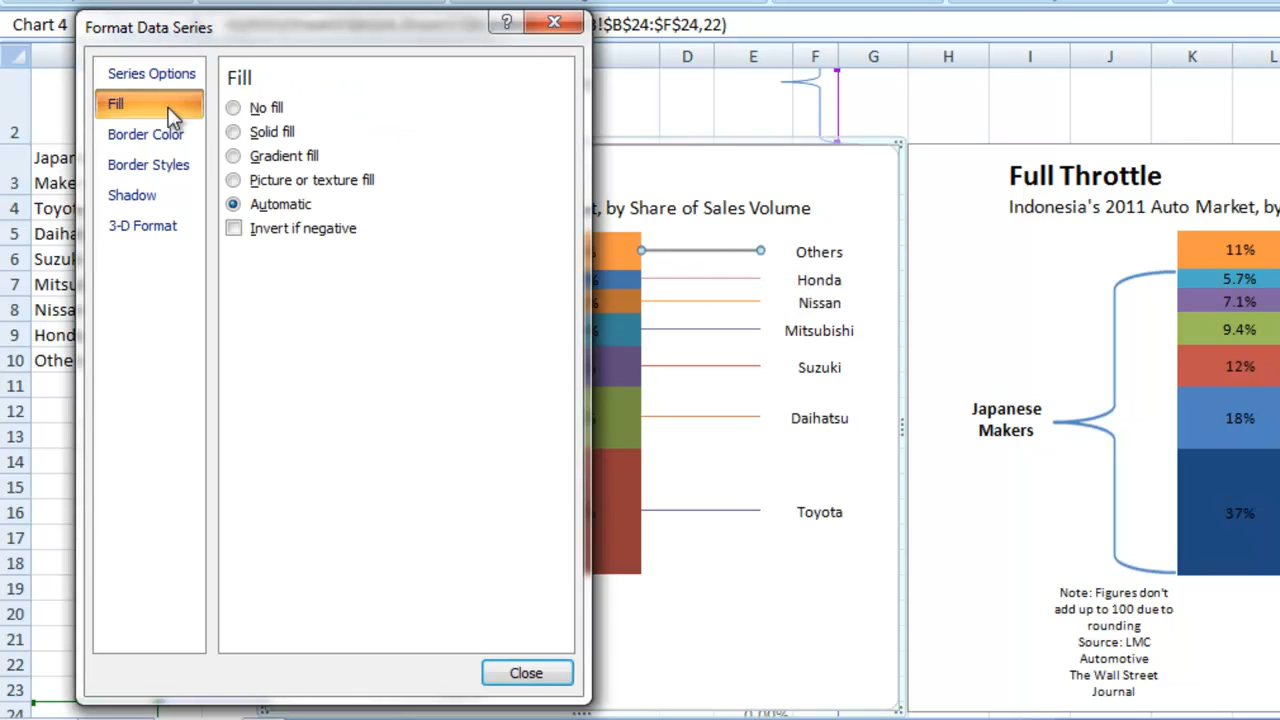 Chart 4
Format Data Series
!$B$24:$F$24,22)
D E F G H I J K L
Series Options
Fill
Border Color
Border Styles
Shadow
3-D Format
Fill
No fill
Solid fill
Gradient fill
Picture or texture fill
Automatic
Invert if negative
Close
2
3
4
5
6
7
8
9
10
11
12
13
14
15
16
17
18
19
20
21
22
23
24
Japan
Make
Toyot
Daiha
Suzuk
Mitsu
Nissa
Hond
Othe
t, by Share of Sales Volume
Others
Honda
Nissan
Mitsubishi
Suzuki
Daihatsu
Toyota
0.00%
Full Throttle
Indonesia's 2011 Auto Market, by
11%
5.7%
7.1%
9.4%
12%
18%
37%
Japanese
Makers
Note: Figures don't
add up to 100 due to
rounding
Source: LMC
Automotive
The Wall Street
Journal